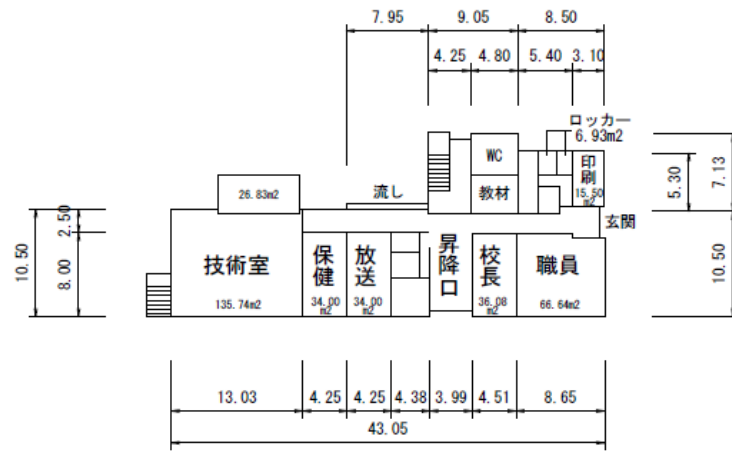 7.95
9.05
8.50
4.25
4.80
5.40
3.10
ロッカー
6.93m2
WC
印刷
15.50
m2
5.30
7.13
26.83m2
流し
教材
玄関
2.50
10.50
8.00
技術室
135.74m2
保健
34.00
m2
放送
34.00
m2
昇降口
校長
36.08
m2
職員
66.64m2
10.50
13.03
4.25
4.25
4.38
3.99
4.51
8.65
43.05